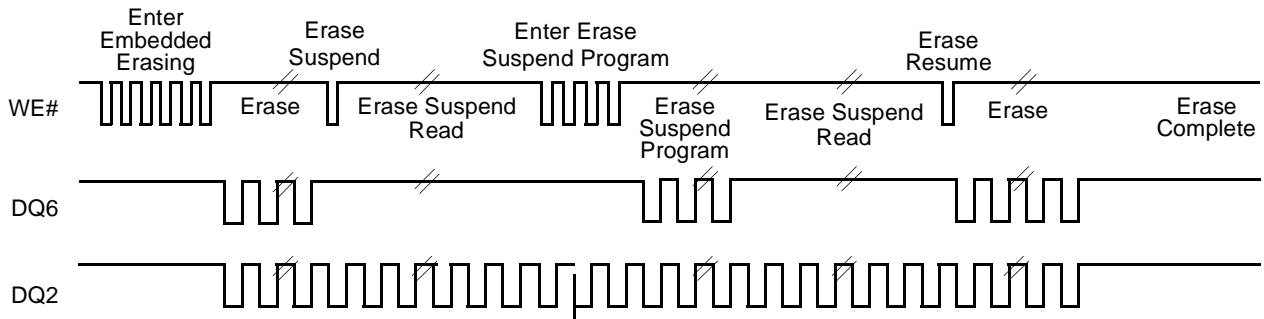 Enter
Embedded
Erasing
Erase
Suspend
Enter Erase
Suspend Program
Erase
Resume
WE#
Erase
Erase Suspend
Read
Erase
Suspend
Program
Erase Suspend
Read
Erase
Erase
Complete
DQ6
DQ2